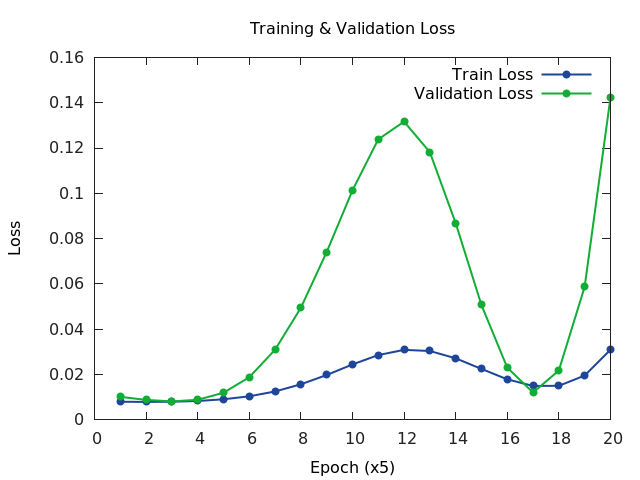 Training & Validation Loss
Train Loss
Validation Loss
0.16
0.14
0.12
0.1
0.08
0.06
0.04
0.02
0
Loss
0 2 4 6 8 10 12 14 16 18 20
Epoch (x5)